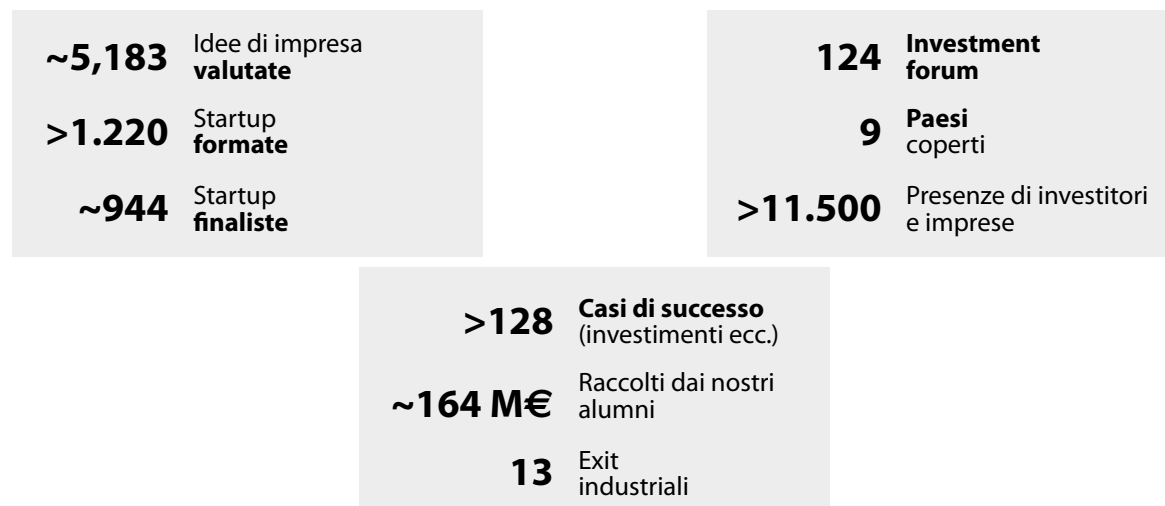 ~5,183 Idee di impresa
valutate
>1.220 Startup
formate
~944 Startup
finaliste
124 Investment
forum
9 Paesi
coperti
>11.500 Presenze di investitori
e imprese
>128 Casi di successo
(investimenti ecc.)
~164 M€ Raccolti dai nostri
alumni
13 Exit
industriali